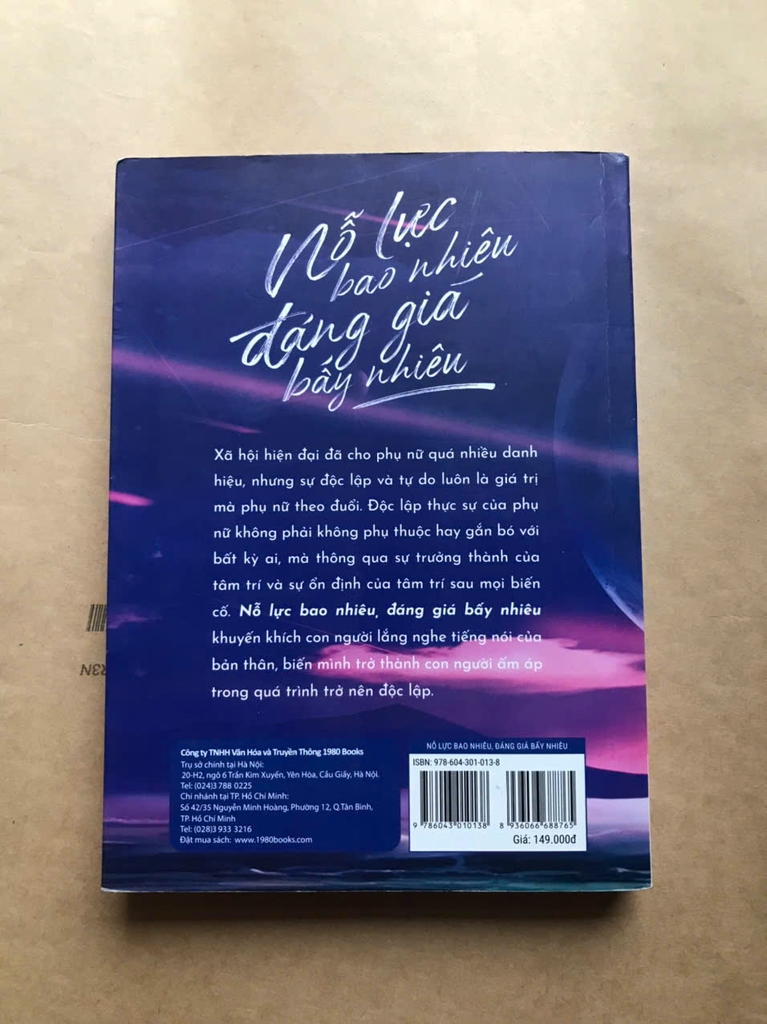 Nỗ lực
bao nhiêu
đáng giá
bấy nhiêu
Xã hội hiện đại đã cho phụ nữ quá nhiều danh
hiệu, nhưng sự độc lập và tự do luôn là giá trị
mà phụ nữ theo đuổi. Độc lập thực sự của phụ
nữ không phải không phụ thuộc hay gắn bó với
bất kỳ ai, mà thông qua sự trưởng thành của
tâm trí và sự ổn định của tâm trí sau mọi biến
cố. Nỗ lực bao nhiêu, đáng giá bấy nhiêu
khuyến khích con người lắng nghe tiếng nói của
bản thân, biến mình trở thành con người ấm áp
trong quá trình trở nên độc lập.
Công ty TNHH Văn Hóa và Truyền Thông 1980 Books
Trụ sở chính tại Hà Nội:
20-H2, ngõ 6 Trần Kim Xuyến, Yên Hòa, Cầu Giấy, Hà Nội.
Tel: (024)3 788 0225
Chi nhánh tại TP. Hồ Chí Minh:
Số 42/35 Nguyễn Minh Hoàng, Phường 12, Q.Tân Bình,
TP. Hồ Chí Minh
Tel: (028)3 933 3216
Đặt mua sách: www.1980books.com
NỖ LỰC BAO NHIÊU, ĐÁNG GIÁ BẤY NHIÊU
ISBN: 978-604-301-013-8
9 786043 010138 8 936066 688765
Giá: 149.000đ